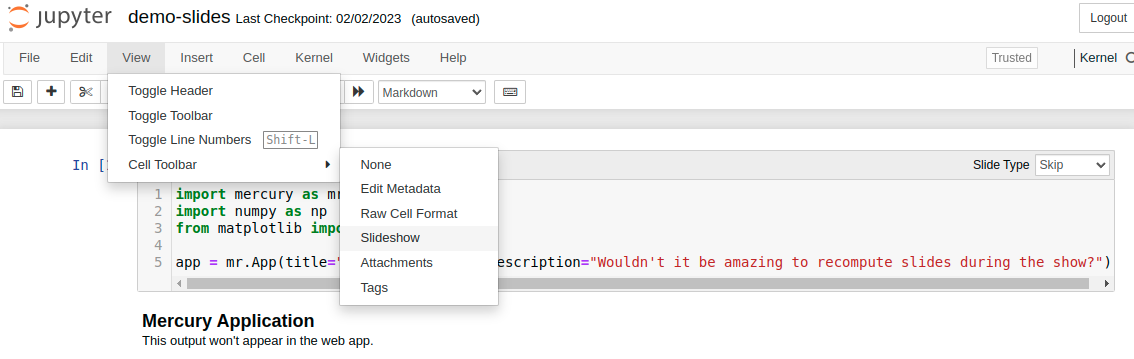 jupyter demo-slides Last Checkpoint: 02/02/2023 (autosaved)
Logout
File Edit View Insert Cell Kernel Widgets Help
Trusted
Kernel
Markdown
Toggle Header
Toggle Toolbar
Toggle Line Numbers Shift-L
Cell Toolbar
None
Edit Metadata
Raw Cell Format
Slideshow
Attachments
Tags
Slide Type Skip
In [
1 import mercury as mr
2 import numpy as np
3 from matplotlib
4
5 app = mr.App(title=" escription="Wouldn't it be amazing to recompute slides during the show?")
Mercury Application
This output won't appear in the web app.